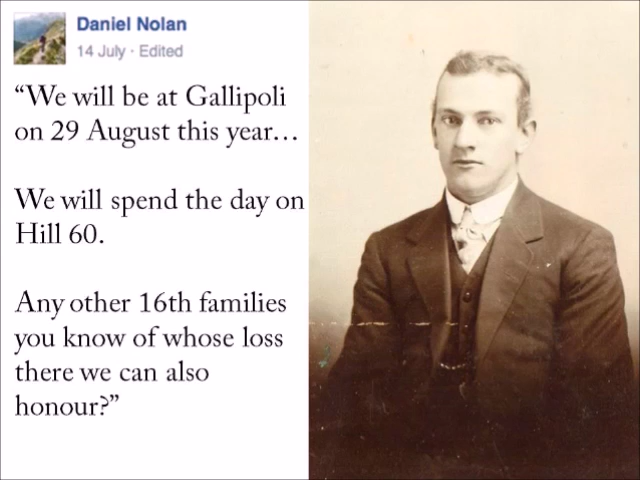 Daniel Nolan
14 July · Edited
“We will be at Gallipoli
on 29 August this year…
We will spend the day on
Hill 60.
Any other 16th families
you know of whose loss
there we can also
honour?”